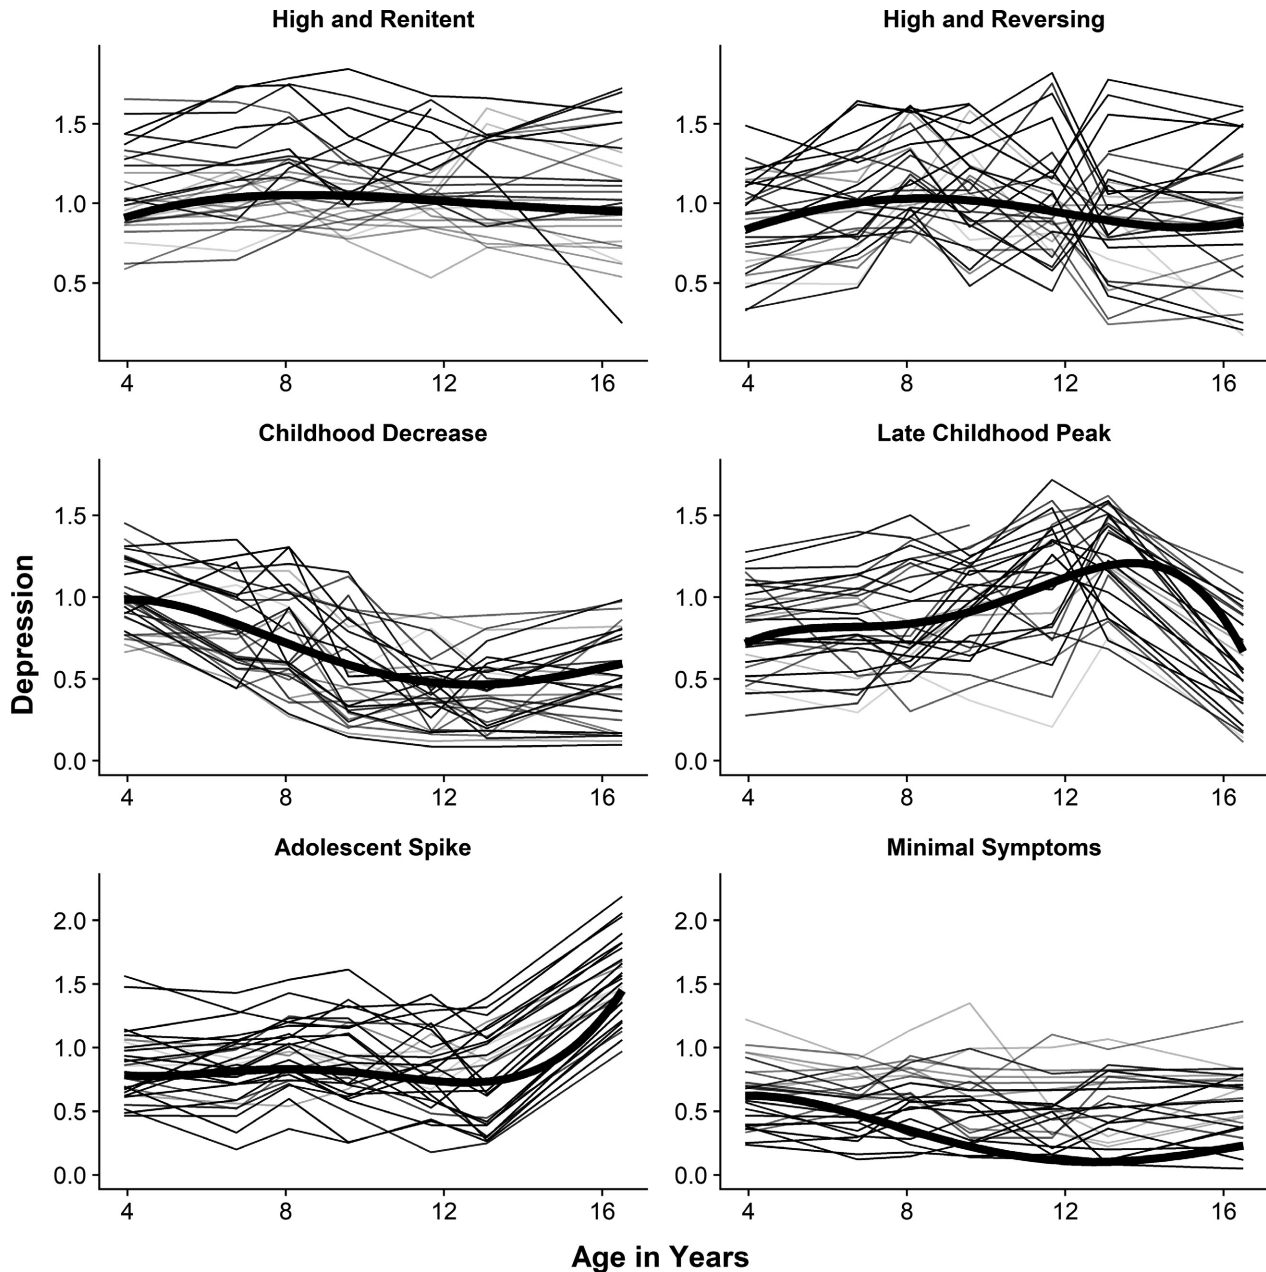 High and Renitent
High and Reversing
1.5
1.0
0.5
4 8 12 16
1.5
1.0
0.5
4 8 12 16
Childhood Decrease
Late Childhood Peak
1.5
1.0
0.5
0.0
4 8 12 16
1.5
1.0
0.5
0.0
4 8 12 16
Depression
Adolescent Spike
Minimal Symptoms
2.0
1.5
1.0
0.5
0.0
4 8 12 16
2.0
1.5
1.0
0.5
0.0
4 8 12 16
Age in Years